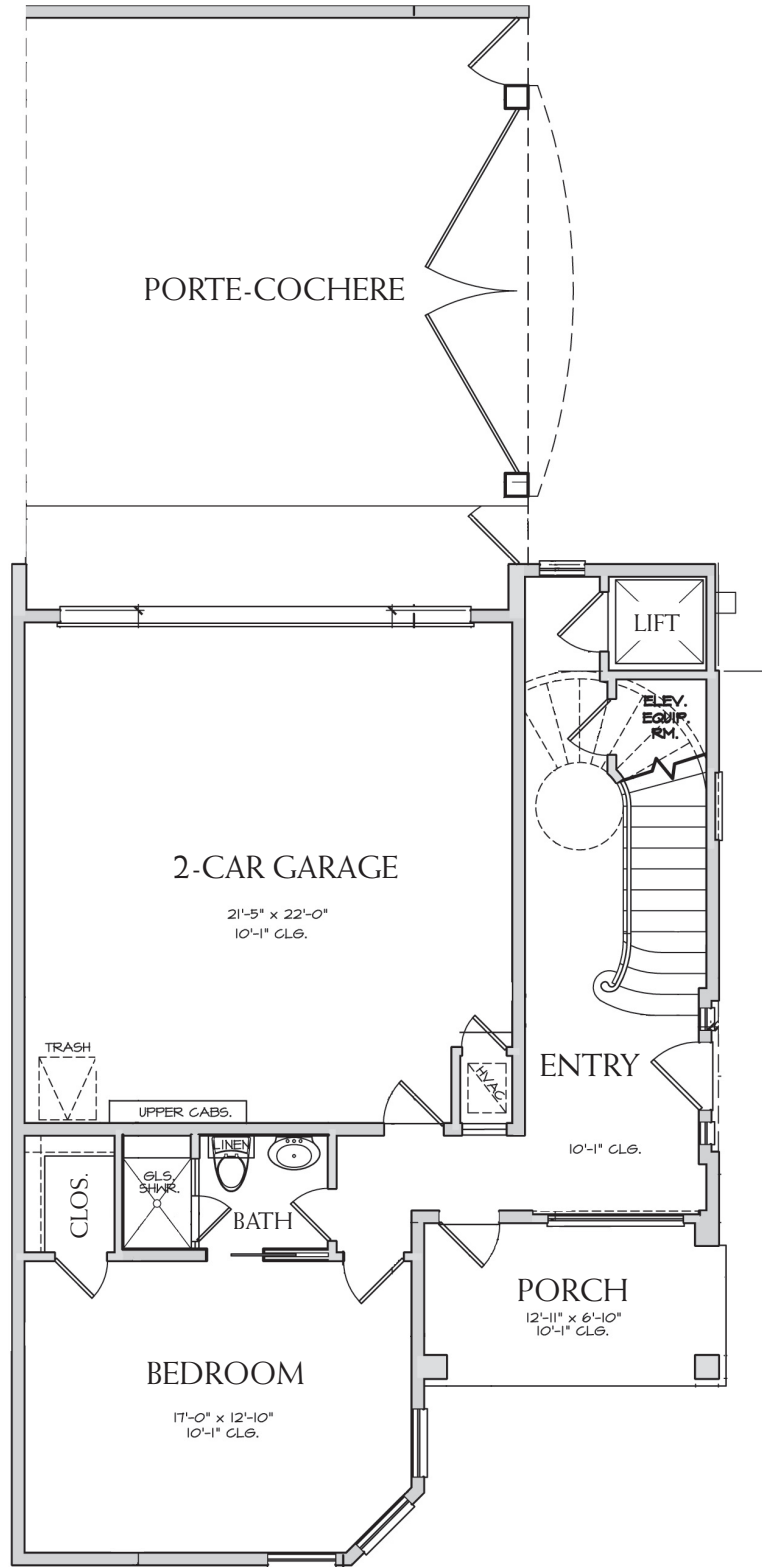 PORTE-COCHERE
LIFT
ELEV.
EQUIP.
RM.
2-CAR GARAGE
21'-5" x 22'-0"
10'-1" CLG.
TRASH
UPPER CABS.
HVAC
ENTRY
10'-1" CLG.
CLOS.
GLS.
SHWR.
LINEN
BATH
PORCH
12'-11" x 6'-10"
10'-1" CLG.
BEDROOM
17'-0" x 12'-10"
10'-1" CLG.